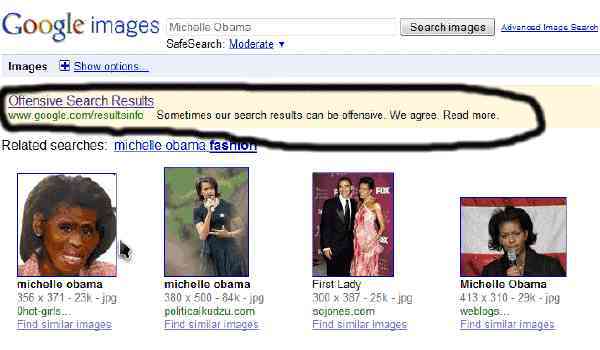 Google images Michelle Obama Search images Advanced Image Search
SafeSearch: Moderate ▼
Images Show options...
Offensive Search Results
www.google.com/resultsinfo Sometimes our search results can be offensive. We agree. Read more.
Related searches: michelle obama fashion
michelle obama
356 x 371 - 23k - jpg
0hot-girls...
Find similar images
michelle obama
380 x 500 - 84k - jpg
politicalkudzu.com
Find similar images
FOX
First Lady
300 x 387 - 25k - jpg
sojones.com
Find similar images
Michelle Obama
413 x 310 - 29k - jpg
weblogs...
Find similar images